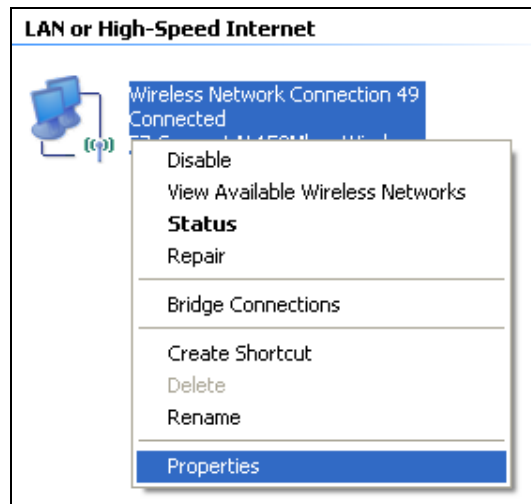 LAN or High-Speed Internet
Wireless Network Connection 49
Connected
Disable
View Available Wireless Networks
Status
Repair
Bridge Connections
Create Shortcut
Delete
Rename
Properties